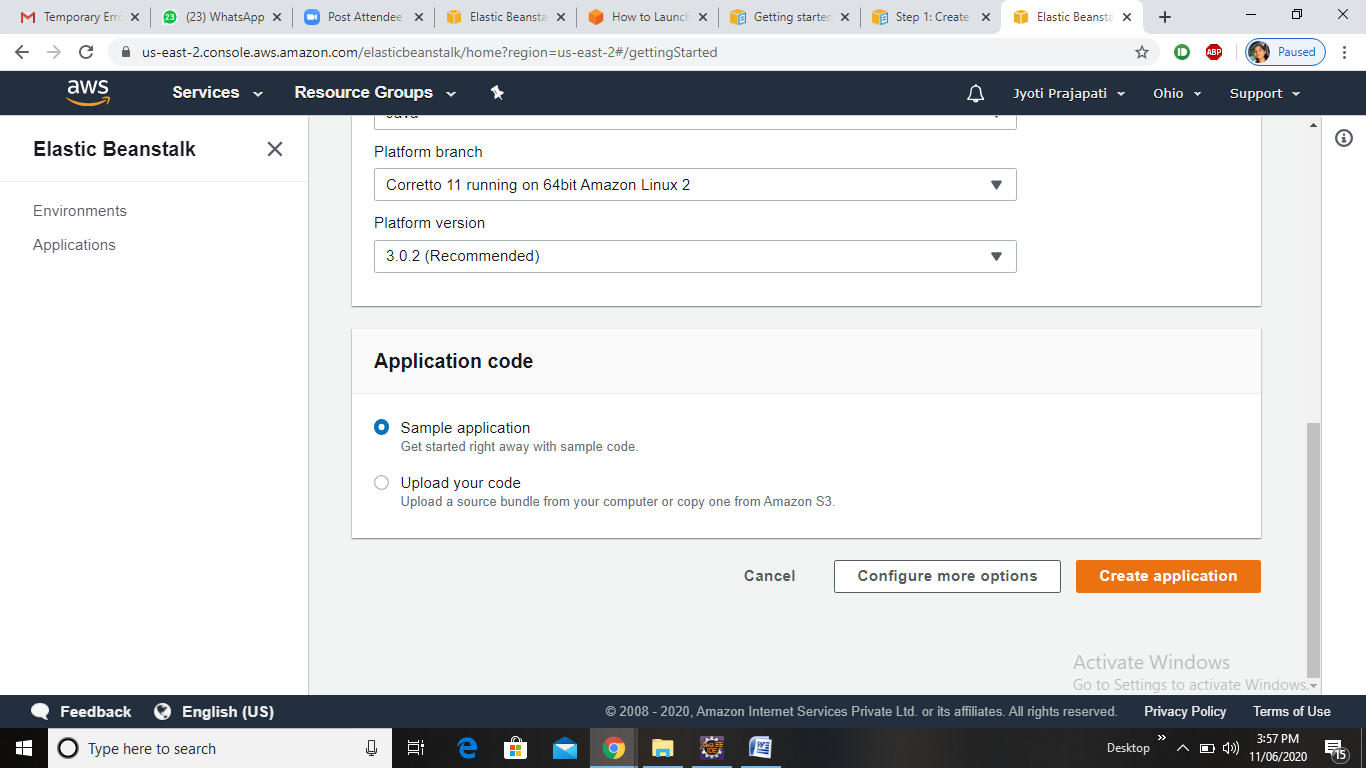 Temporary Erro
(23) WhatsApp
Post Attendee
Elastic Beansta
How to Launch
Getting started
Step 1: Create
Elastic Beansta
us-east-2.console.aws.amazon.com/elasticbeanstalk/home?region=us-east-2#/gettingStarted
ABP
Paused
aws
Services
Resource Groups
Jyoti Prajapati
Ohio
Support
Elastic Beanstalk
Environments
Applications
Java
Platform branch
Corretto 11 running on 64bit Amazon Linux 2
Platform version
3.0.2 (Recommended)
Application code
Sample application
Get started right away with sample code.
Upload your code
Upload a source bundle from your computer or copy one from Amazon S3.
Cancel
Configure more options
Create application
Activate Windows
Go to Settings to activate Windows.
Feedback
English (US)
© 2008 - 2020, Amazon Internet Services Private Ltd. or its affiliates. All rights reserved.
Privacy Policy
Terms of Use
Type here to search
Desktop
3:57 PM
11/06/2020
15